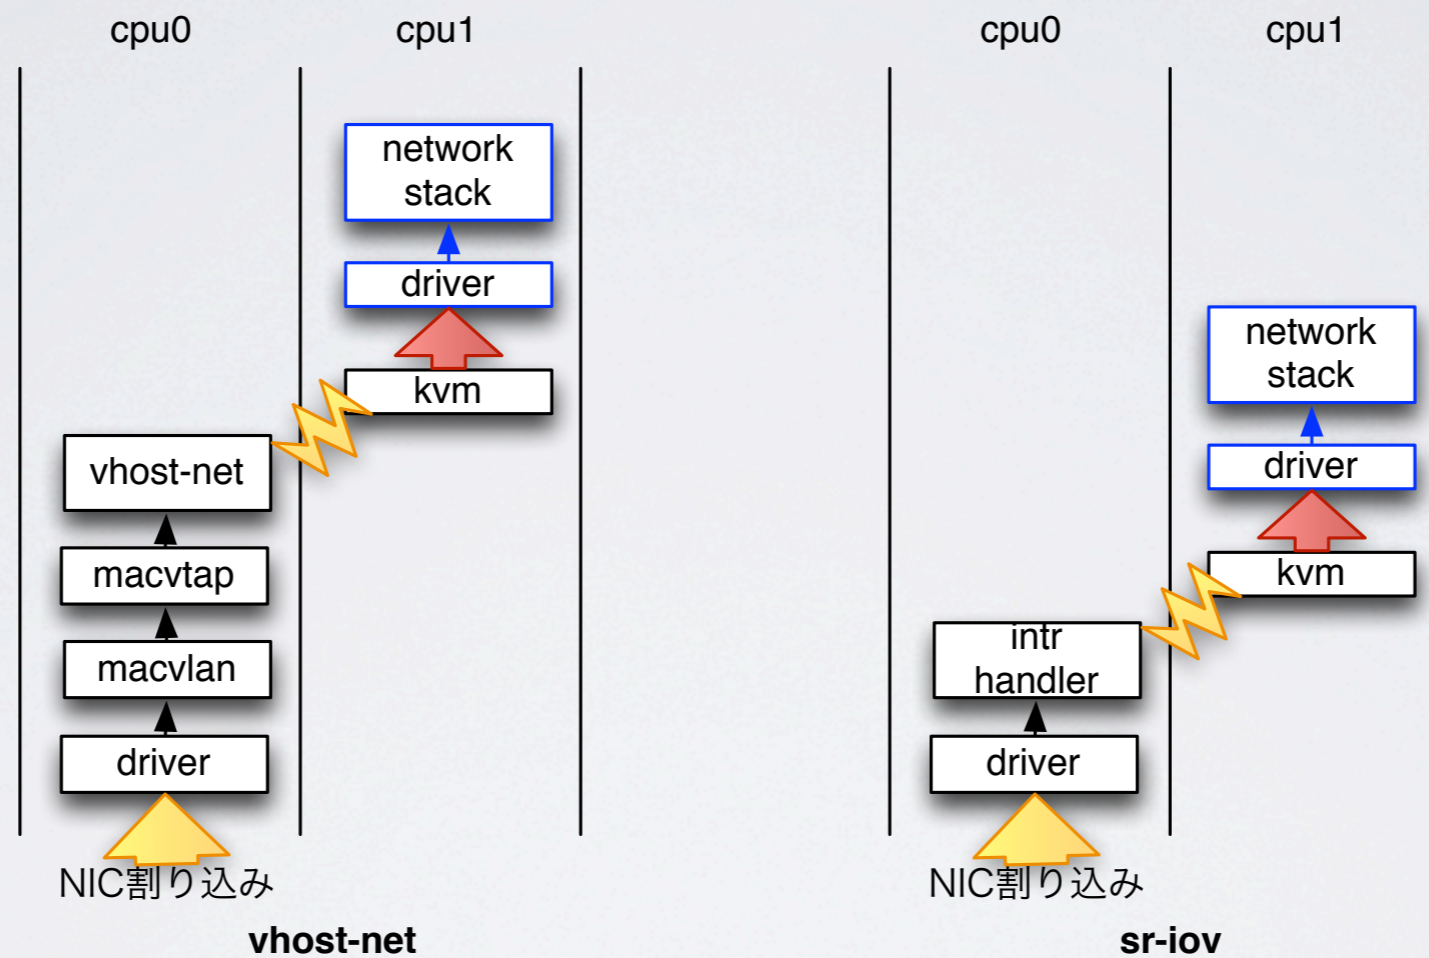 cpu0
cpu1
network
stack
driver
kvm
vhost-net
macvtap
macvlan
driver
NIC割り込み
vhost-net
cpu0
cpu1
network
stack
driver
kvm
intr
handler
driver
NIC割り込み
sr-iov